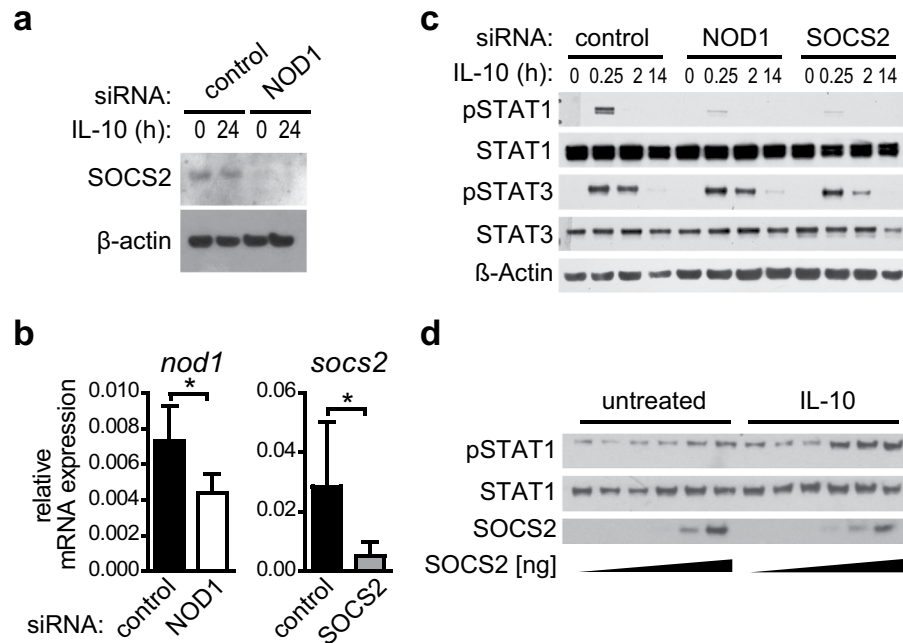 a
siRNA: control NOD1
IL-10 (h): 0 24 0 24
SOCS2
β-actin
b
nod1
relative mRNA expression
0.010
0.008
0.006
0.004
0.002
0.000
*
siRNA: control NOD1
socs2
0.06
0.04
0.02
0.00
*
control SOCS2
c
siRNA: control NOD1 SOCS2
IL-10 (h): 0 0.25 2 14 0 0.25 2 14 0 0.25 2 14
pSTAT1
STAT1
pSTAT3
STAT3
ß-Actin
d
untreated IL-10
pSTAT1
STAT1
SOCS2
SOCS2 [ng]